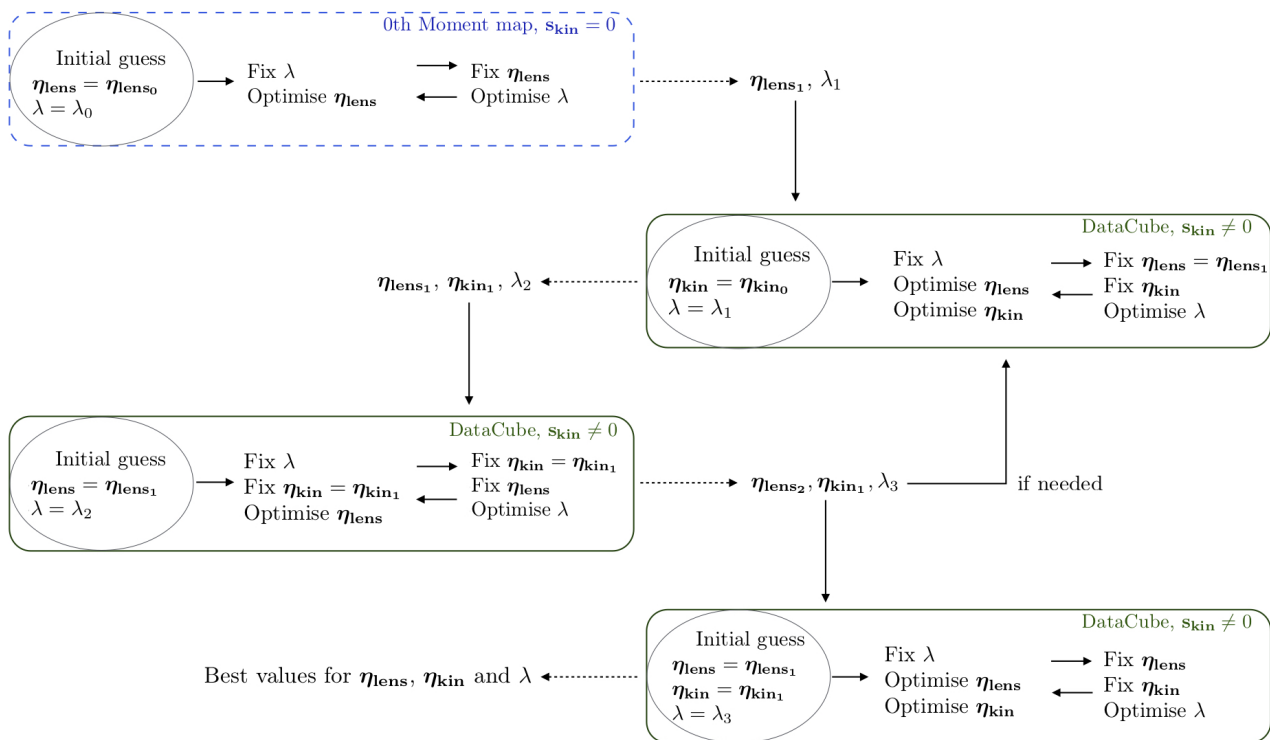 0th Moment map, s_kin = 0
Initial guess
η_lens = η_lens₀
λ = λ₀
Fix λ
Optimise η_lens
Fix η_lens
Optimise λ
η_lens₁, λ₁
DataCube, s_kin ≠ 0
Initial guess
η_kin = η_kin₀
λ = λ₁
Fix λ
Optimise η_lens
Optimise η_kin
Fix η_lens = η_lens₁
Fix η_kin
Optimise λ
η_lens₁, η_kin₁, λ₂
DataCube, s_kin ≠ 0
Initial guess
η_lens = η_lens₁
λ = λ₂
Fix λ
Fix η_kin = η_kin₁
Optimise η_lens
Fix η_kin = η_kin₁
Fix η_lens
Optimise λ
η_lens₂, η_kin₁, λ₃
if needed
DataCube, s_kin ≠ 0
Initial guess
η_lens = η_lens₁
η_kin = η_kin₁
λ = λ₃
Fix λ
Optimise η_lens
Optimise η_kin
Fix η_lens
Fix η_kin
Optimise λ
Best values for η_lens, η_kin and λ